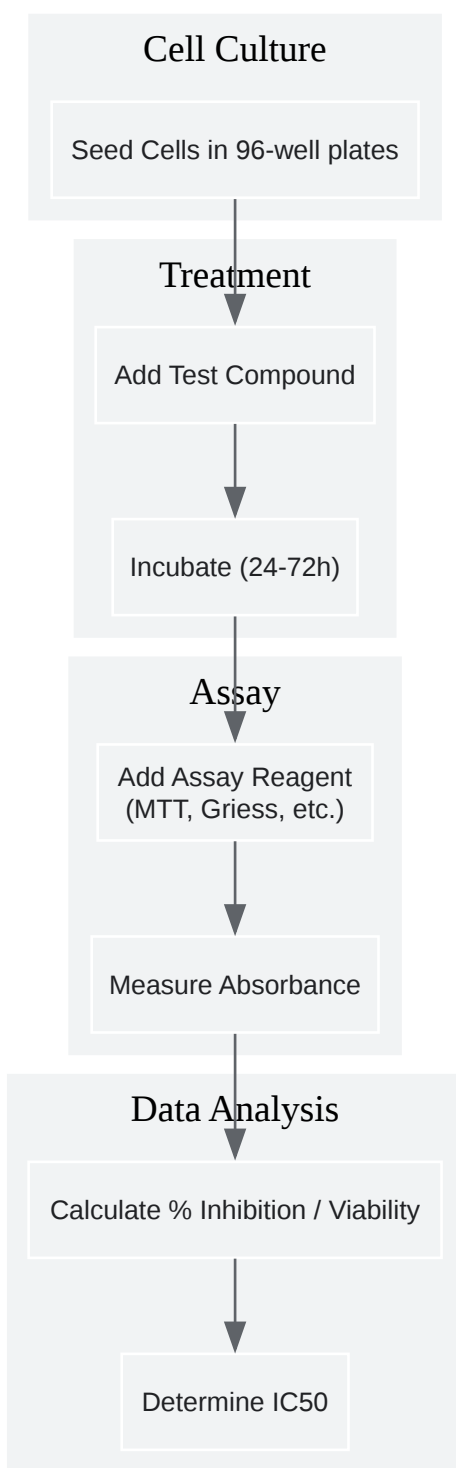 Cell Culture
Seed Cells in 96-well plates
Treatment
Add Test Compound
Incubate (24-72h)
Assay
Add Assay Reagent
(MTT, Griess, etc.)
Measure Absorbance
Data Analysis
Calculate % Inhibition / Viability
Determine IC50